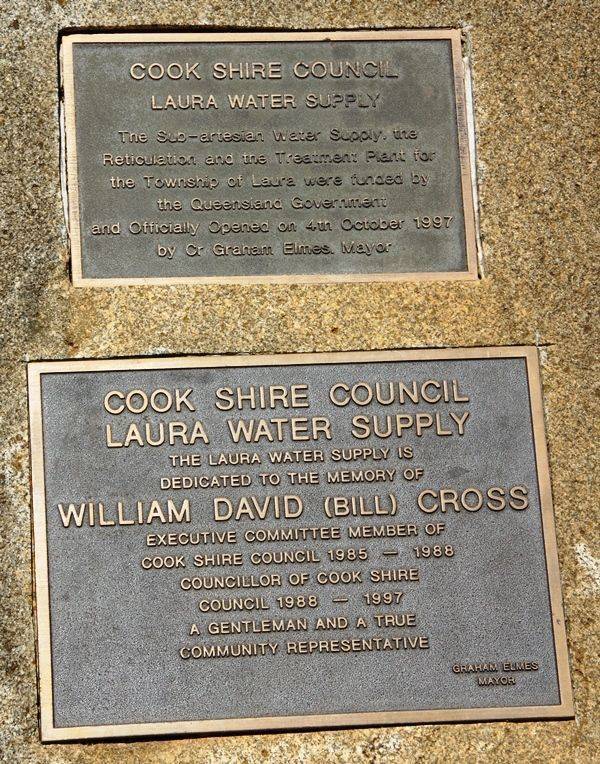 COOK SHIRE COUNCIL
LAURA WATER SUPPLY
The Sub-artesian Water Supply, the
Reticulation and the Treatment Plant for
the Township of Laura were funded by
the Queensland Government
and Officially Opened on 4th October 1997
by Cr Graham Elmes, Mayor
COOK SHIRE COUNCIL
LAURA WATER SUPPLY
THE LAURA WATER SUPPLY IS
DEDICATED TO THE MEMORY OF
WILLIAM DAVID (BILL) CROSS
EXECUTIVE COMMITTEE MEMBER OF
COOK SHIRE COUNCIL 1985 — 1988
COUNCILLOR OF COOK SHIRE
COUNCIL 1988 — 1997
A GENTLEMAN AND A TRUE
COMMUNITY REPRESENTATIVE
GRAHAM ELMES
MAYOR